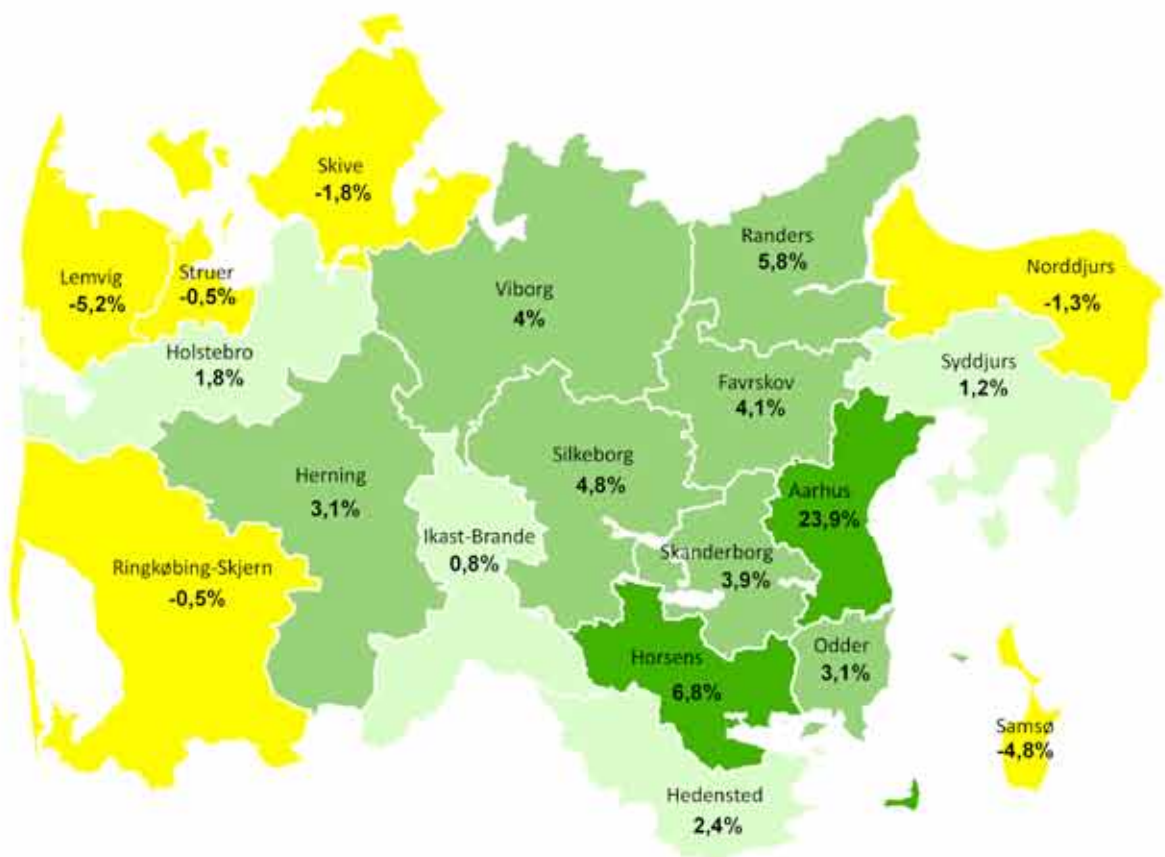 Skive
-1,8%
Randers
5,8%
Lemvig
-5,2%
Struer
-0,5%
Viborg
4%
Norddjurs
-1,3%
Holstebro
1,8%
Syddjurs
1,2%
Favrskov
4,1%
Silkeborg
4,8%
Herning
3,1%
Aarhus
23,9%
Ikast-Brande
0,8%
Skanderborg
3,9%
Ringkøbing-Skjern
-0,5%
Odder
3,1%
Horsens
6,8%
Samsø
-4,8%
Hedensted
2,4%